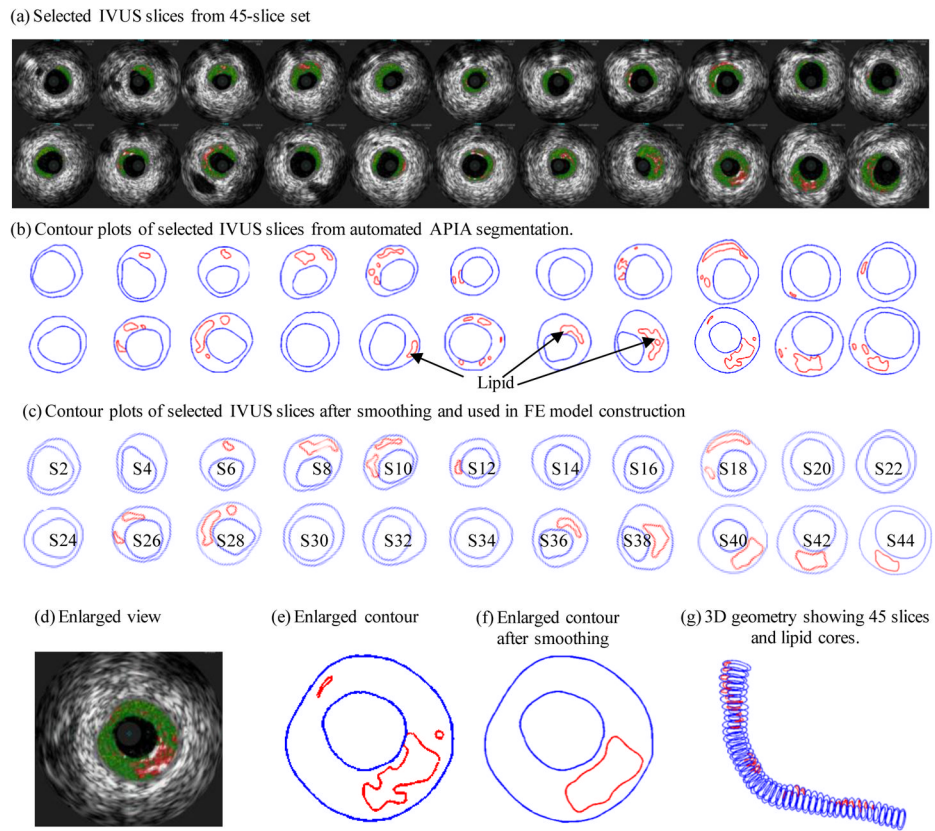 (a) Selected IVUS slices from 45-slice set
(b) Contour plots of selected IVUS slices from automated APIA segmentation.
Lipid
(c) Contour plots of selected IVUS slices after smoothing and used in FE model construction
S2 S4 S6 S8 S10 S12 S14 S16 S18 S20 S22
S24 S26 S28 S30 S32 S34 S36 S38 S40 S42 S44
(d) Enlarged view
(e) Enlarged contour
(f) Enlarged contour
after smoothing
(g) 3D geometry showing 45 slices
and lipid cores.